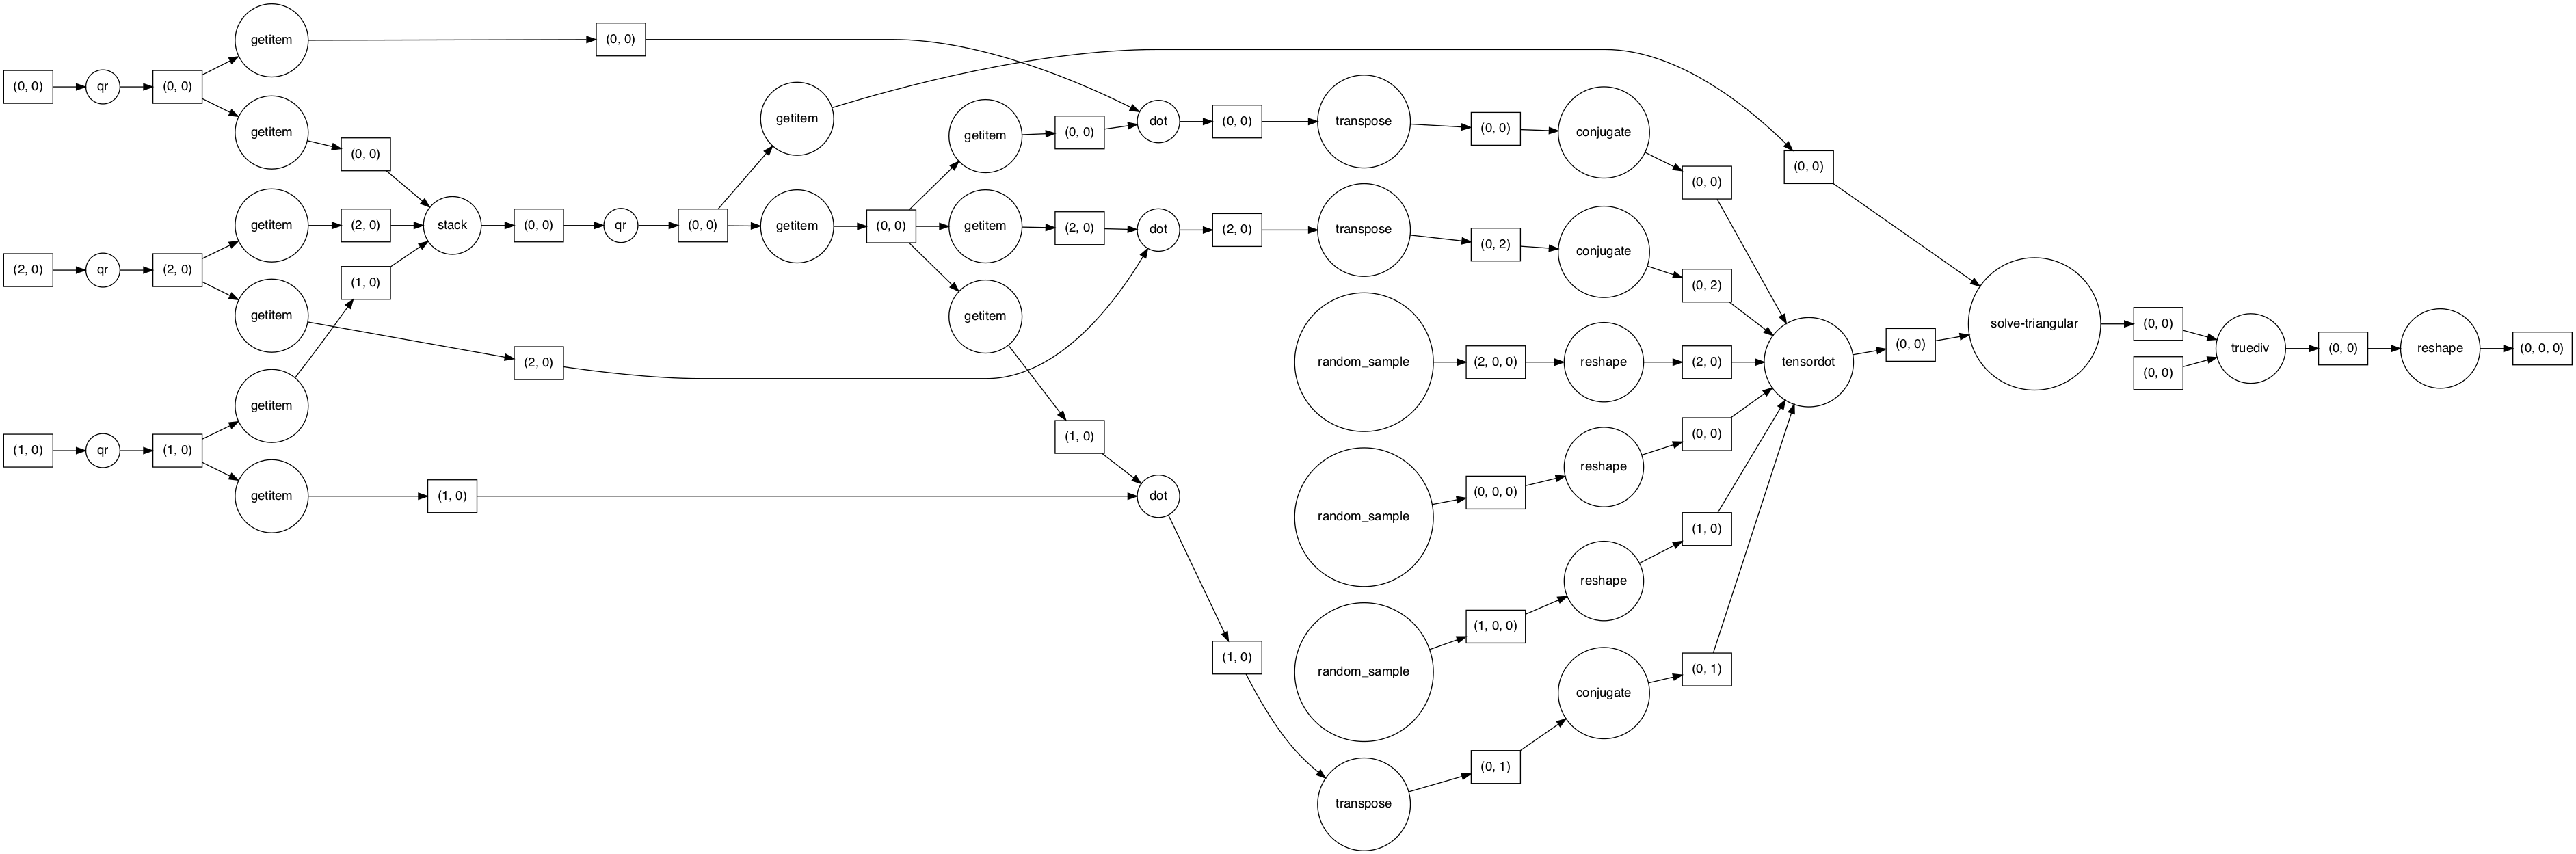 getitem
(0, 0)
(0, 0)
qr
(0, 0)
getitem
(0, 0)
getitem
(2, 0)
(2, 0)
qr
(2, 0)
getitem
(2, 0)
(1, 0)
getitem
(1, 0)
qr
(1, 0)
getitem
(1, 0)
stack
(0, 0)
qr
(0, 0)
getitem
getitem
(0, 0)
getitem
(0, 0)
getitem
(2, 0)
getitem
(1, 0)
dot
(0, 0)
dot
(2, 0)
dot
(1, 0)
transpose
(0, 0)
conjugate
(0, 0)
transpose
(0, 2)
conjugate
(0, 2)
random_sample
(2, 0, 0)
reshape
(2, 0)
random_sample
(0, 0, 0)
reshape
(0, 0)
random_sample
(1, 0, 0)
reshape
(1, 0)
transpose
(0, 1)
conjugate
(0, 1)
(0, 0)
tensordot
(0, 0)
solve-triangular
(0, 0)
(0, 0)
truediv
(0, 0)
reshape
(0, 0, 0)